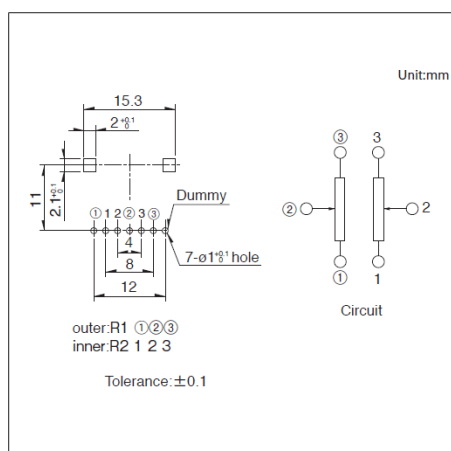 Unit:mm
15.3
2 +0.1 0
11
2.1 +0.1 0
Dummy
① 1 2 ② 3 ③
7-ø1 +0.1 0 hole
4
8
12
outer:R1 ①②③
inner:R2 1 2 3
Tolerance:±0.1
③ 3
② 2
① 1
Circuit